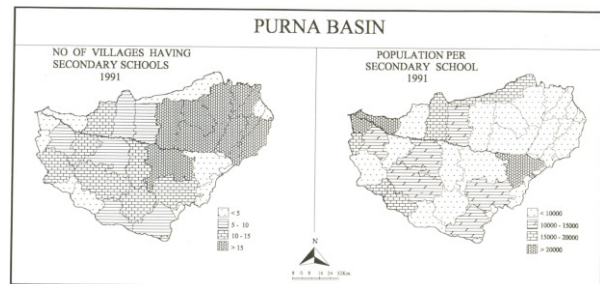 PURNA BASIN
NO OF VILLAGES HAVING
SECONDARY SCHOOLS
1991
< 5
5 - 10
10 - 15
> 15
POPULATION PER
SECONDARY SCHOOL
1991
< 10000
10000 - 15000
15000 - 20000
> 20000
N